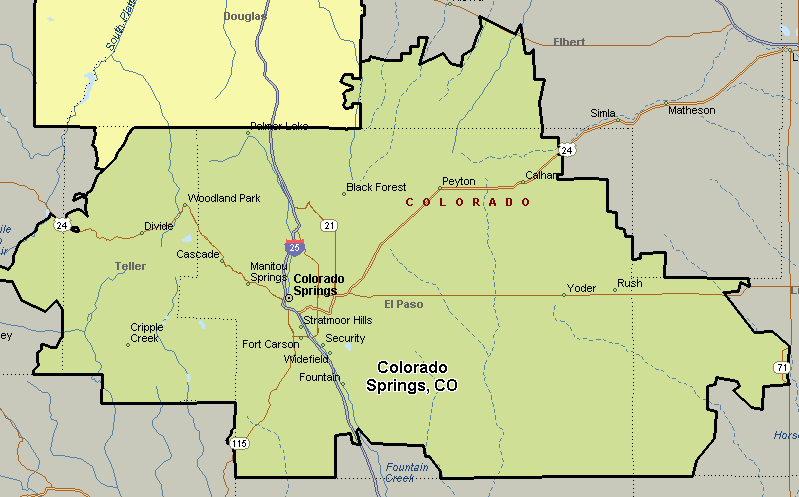 Douglas
South Platt
Elbert
Simla
Matheson
Palmer Lake
24
Calhan
Peyton
Black Forest
Woodland Park
C O L O R A D O
24
Divide
21
25
Cascade
Teller
Manitou
Springs
Colorado
Springs
Rush
Yoder
El Paso
Stratmoor Hills
Cripple
Creek
Security
Fort Carson
Widefield
Colorado
Springs, CO
Fountain
71
115
Fountain
Creek
Horse